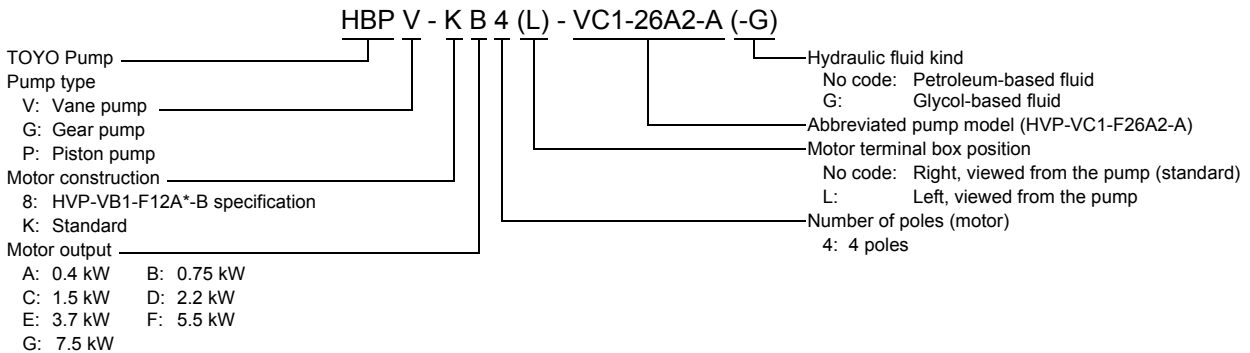 HBP V - K B 4 (L) - VC1-26A2-A (-G)
TOYO Pump
Pump type
V: Vane pump
G: Gear pump
P: Piston pump
Motor construction
8: HVP-VB1-F12A*-B specification
K: Standard
Motor output
A: 0.4 kW B: 0.75 kW
C: 1.5 kW D: 2.2 kW
E: 3.7 kW F: 5.5 kW
G: 7.5 kW
Hydraulic fluid kind
No code: Petroleum-based fluid
G: Glycol-based fluid
Abbreviated pump model (HVP-VC1-F26A2-A)
Motor terminal box position
No code: Right, viewed from the pump (standard)
L: Left, viewed from the pump
Number of poles (motor)
4: 4 poles